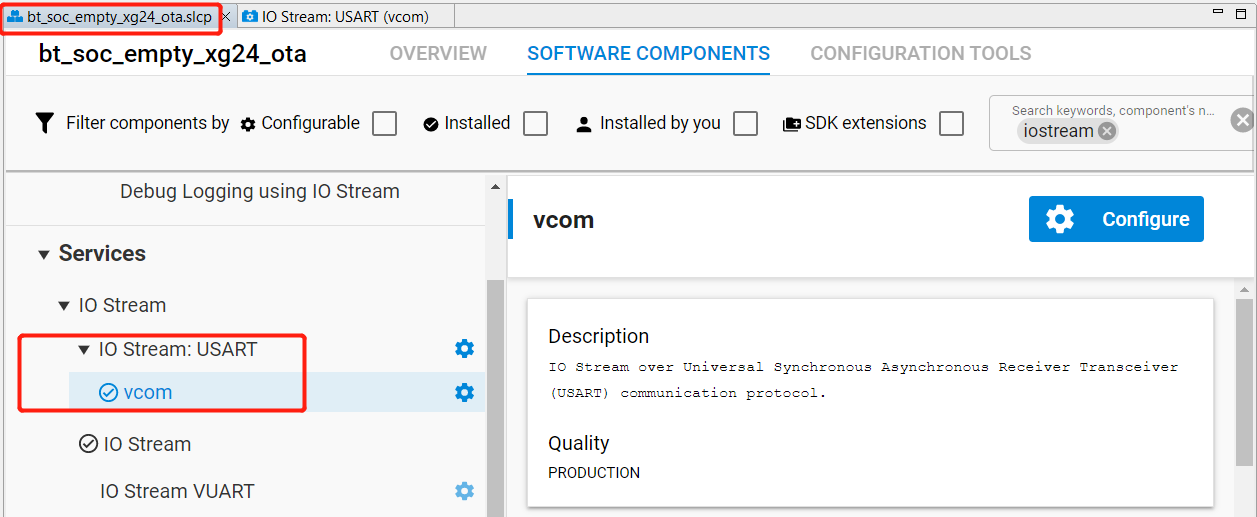 bt_soc_empty_xg24_ota.slcp
IO Stream: USART (vcom)
bt_soc_empty_xg24_ota
OVERVIEW
SOFTWARE COMPONENTS
CONFIGURATION TOOLS
Filter components by
Configurable
Installed
Installed by you
SDK extensions
Search keywords, component's n...
iostream
Debug Logging using IO Stream
Services
IO Stream
IO Stream: USART
vcom
IO Stream
IO Stream VUART
vcom
Configure
Description
IO Stream over Universal Synchronous Asynchronous Receiver Transceiver
(USART) communication protocol.
Quality
PRODUCTION